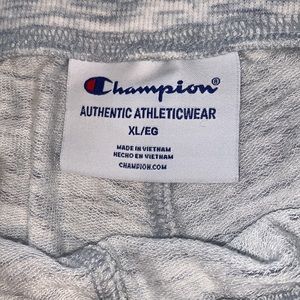 Champion®
AUTHENTIC ATHLETICWEAR
XL/EG
MADE IN VIETNAM
HECHO EN VIETNAM
CHAMPION.COM